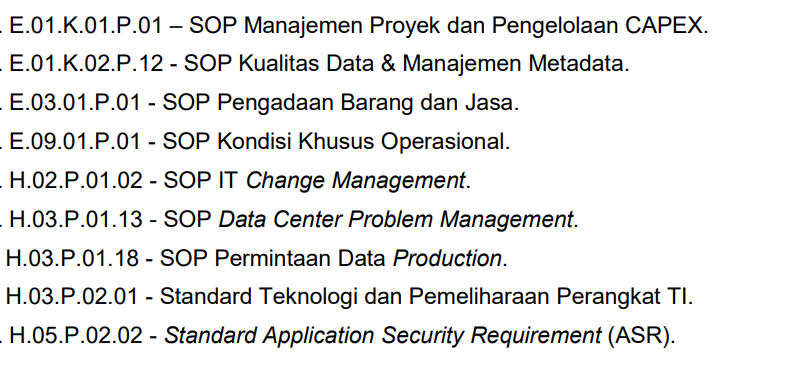 . E.01.K.01.P.01 – SOP Manajemen Proyek dan Pengelolaan CAPEX.
. E.01.K.02.P.12 - SOP Kualitas Data & Manajemen Metadata.
. E.03.01.P.01 - SOP Pengadaan Barang dan Jasa.
. E.09.01.P.01 - SOP Kondisi Khusus Operasional.
. H.02.P.01.02 - SOP IT Change Management.
. H.03.P.01.13 - SOP Data Center Problem Management.
H.03.P.01.18 - SOP Permintaan Data Production.
H.03.P.02.01 - Standard Teknologi dan Pemeliharaan Perangkat TI.
. H.05.P.02.02 - Standard Application Security Requirement (ASR).